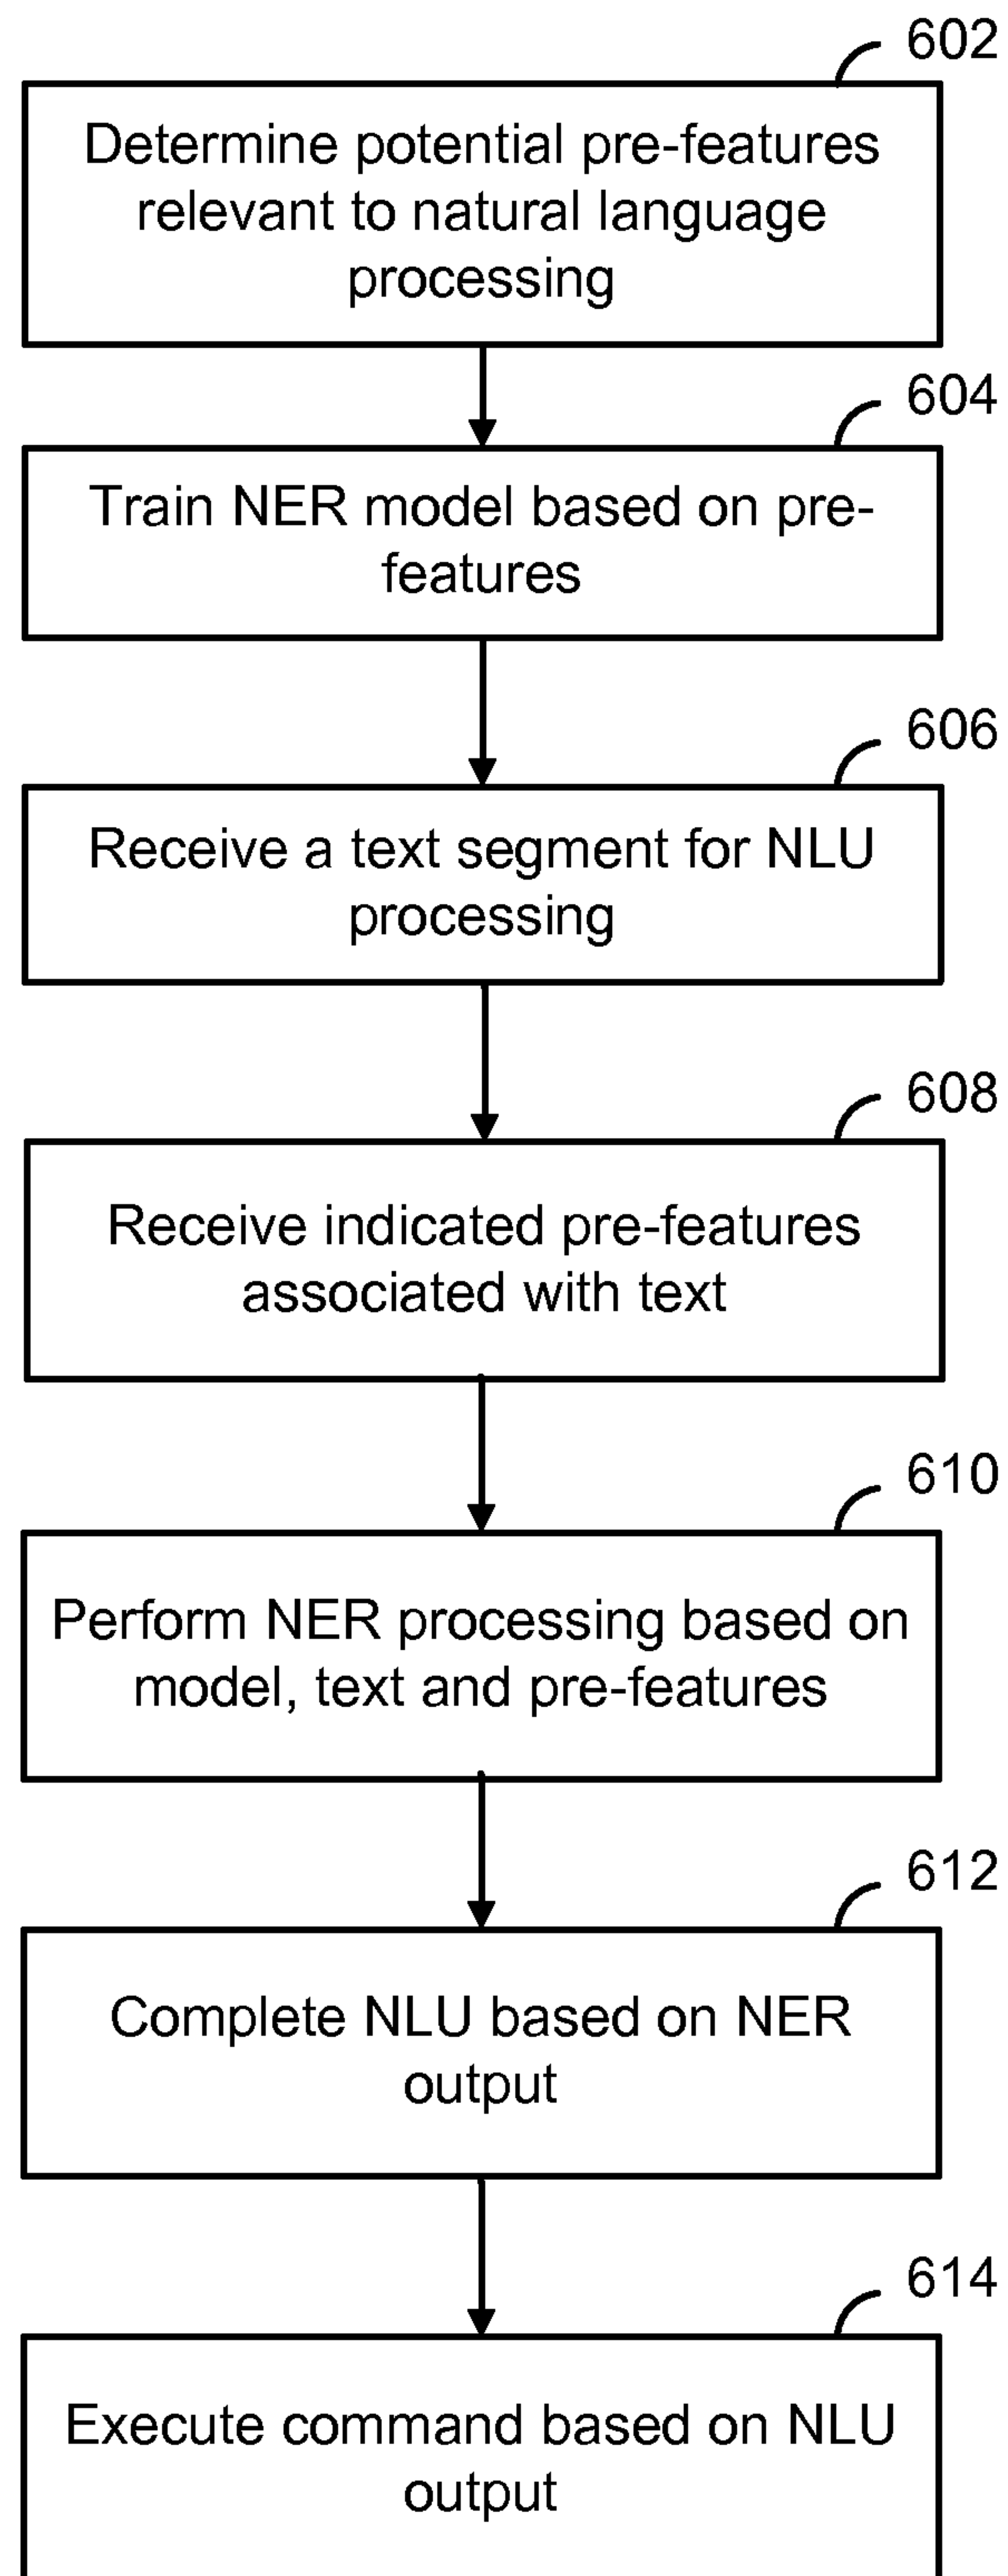 602
Determine potential pre-features
relevant to natural language
processing
604
Train NER model based on pre-
features
606
Receive a text segment for NLU
processing
608
Receive indicated pre-features
associated with text
610
Perform NER processing based on
model, text and pre-features
612
Complete NLU based on NER
output
614
Execute command based on NLU
output